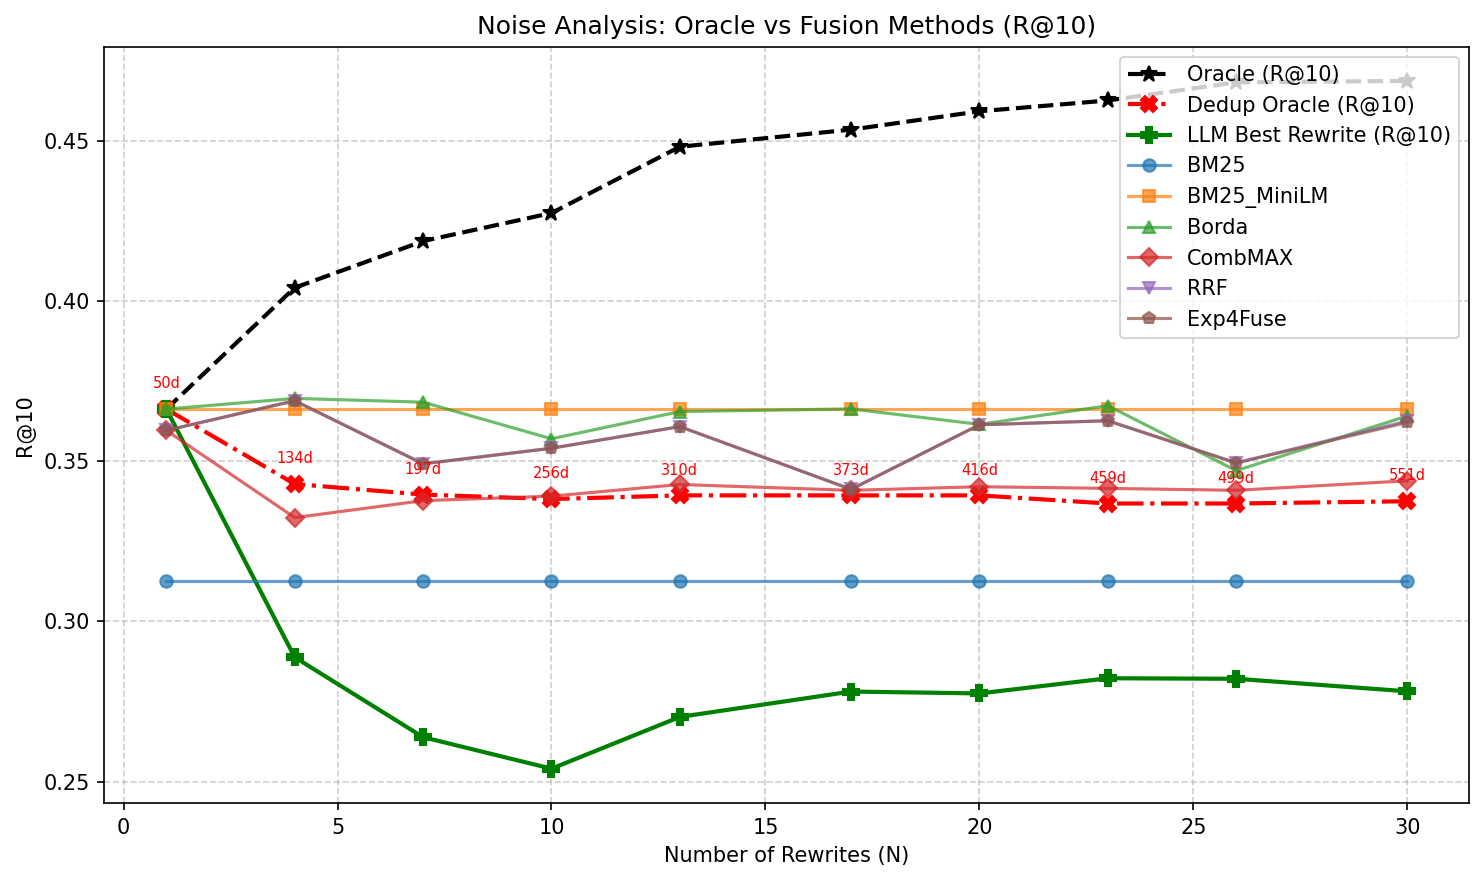 Noise Analysis: Oracle vs Fusion Methods (R@10)
Oracle (R@10)
Dedup Oracle (R@10)
LLM Best Rewrite (R@10)
BM25
BM25_MiniLM
Borda
CombMAX
RRF
Exp4Fuse
R@10
0.45
0.40
0.35
0.30
0.25
50d
134d
197d
256d
310d
373d
416d
459d
499d
551d
0
5
10
15
20
25
30
Number of Rewrites (N)